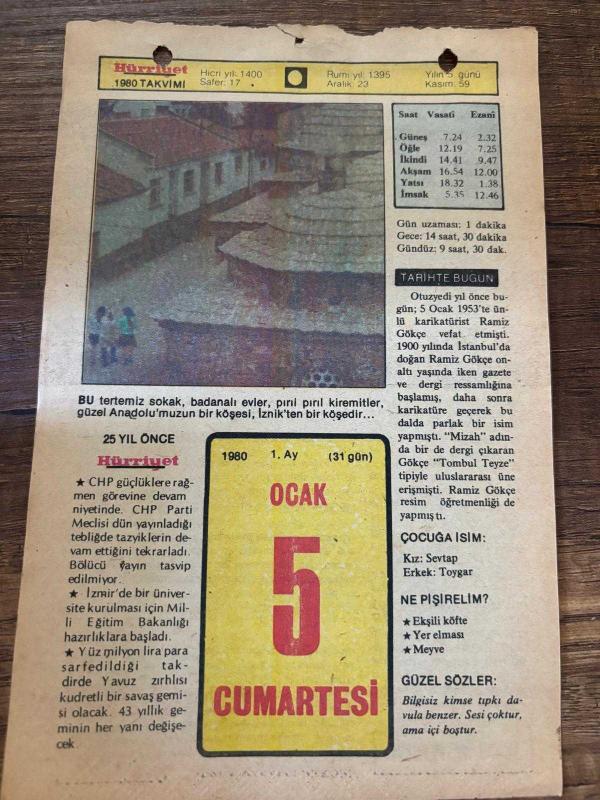 Hürriyet
1980 TAKVİMİ
Hicri yıl: 1400
Safer: 17
Rumi yıl: 1395
Aralık: 23
Yılın 5. günü
Kasım: 59
Saat Vasati Ezani
Güneş 7.24 2.32
Öğle 12.19 7.25
İkindi 14.41 9.47
Akşam 16.54 12.00
Yatsı 18.32 1.38
İmsak 5.35 12.46
Gün uzaması: 1 dakika
Gece: 14 saat, 30 dakika
Gündüz: 9 saat, 30 dak.
BU tertemiz sokak, badanalı evler, pırıl pırıl kiremitler,
güzel Anadolu'muzun bir köşesi, İznik'ten bir köşedir...
TARİHTE BUGÜN
Otuzyedi yıl önce bu-
gün; 5 Ocak 1953'te ün-
lü karikatürist Ramiz
Gökçe vefat etmişti.
1900 yılında İstanbul'da
doğan Ramiz Gökçe on-
altı yaşında iken gazete
ve dergi ressamlığına
başlamış, daha sonra
karikatüre geçerek bu
dalda parlak bir isim
yapmıştı. "Mizah" adın-
da bir de dergi çıkaran
Gökçe "Tombul Teyze"
tipiyle uluslararası üne
erişmişti. Ramiz Gökçe
resim öğretmenliği de
yapmıştı.
25 YIL ÖNCE
Hürriyet
★ CHP güçlüklere rağ-
men görevine devam
niyetinde. CHP Parti
Meclisi dün yayınladığı
tebliğde tazyiklerin de-
vam ettiğini tekrarladı.
Bölücü yayın tasvip
edilmiyor.
★ İzmir'de bir üniver-
site kurulması için Mil-
li Eğitim Bakanlığı
hazırlıklara başladı.
★ Yüz milyon lira para
sarfedildiği tak-
dirde Yavuz zırhlısı
kudretli bir savaş gemi-
si olacak. 43 yıllık ge-
minin her yanı değişe-
cek
1980 1. Ay (31 gün)
OCAK
5
CUMARTESİ
ÇOCUĞA İSİM:
Kız: Sevtap
Erkek: Toygar
NE PİŞİRELİM?
★ Ekşili köfte
★ Yer elması
★ Meyve
GÜZEL SÖZLER:
Bilgisiz kimse tıpkı da-
vula benzer. Sesi çoktur,
ama içi boştur.